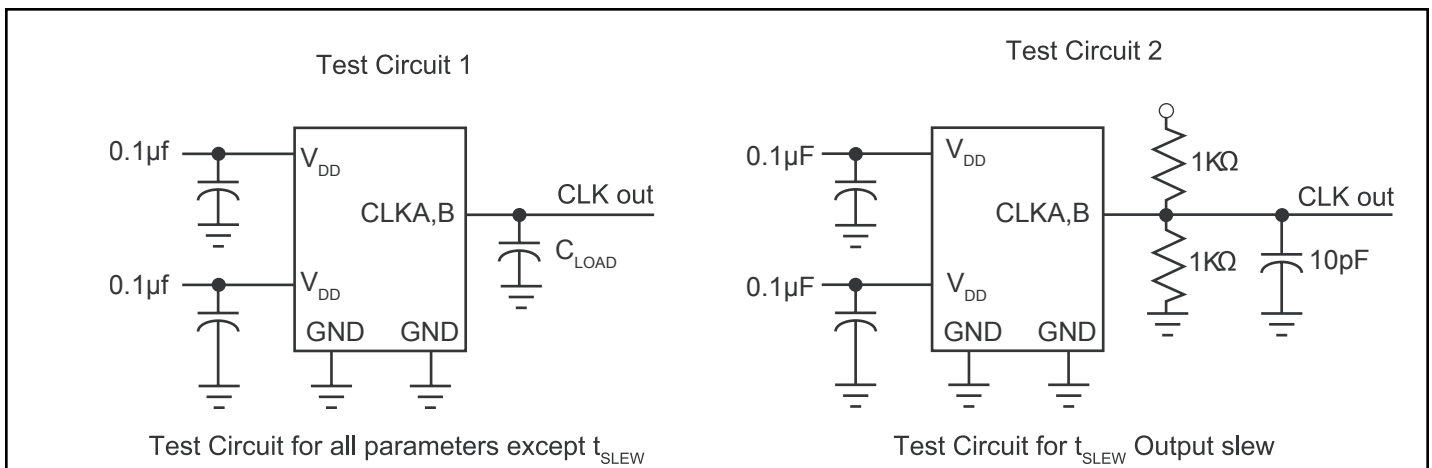 Test Circuit 1
0.1µf
V_DD
CLKA,B
CLK out
C_LOAD
0.1µf
V_DD
GND GND
Test Circuit for all parameters except t_SLEW
Test Circuit 2
0.1µF
V_DD
1KΩ
CLKA,B
CLK out
1KΩ
10pF
0.1µF
V_DD
GND GND
Test Circuit for t_SLEW Output slew